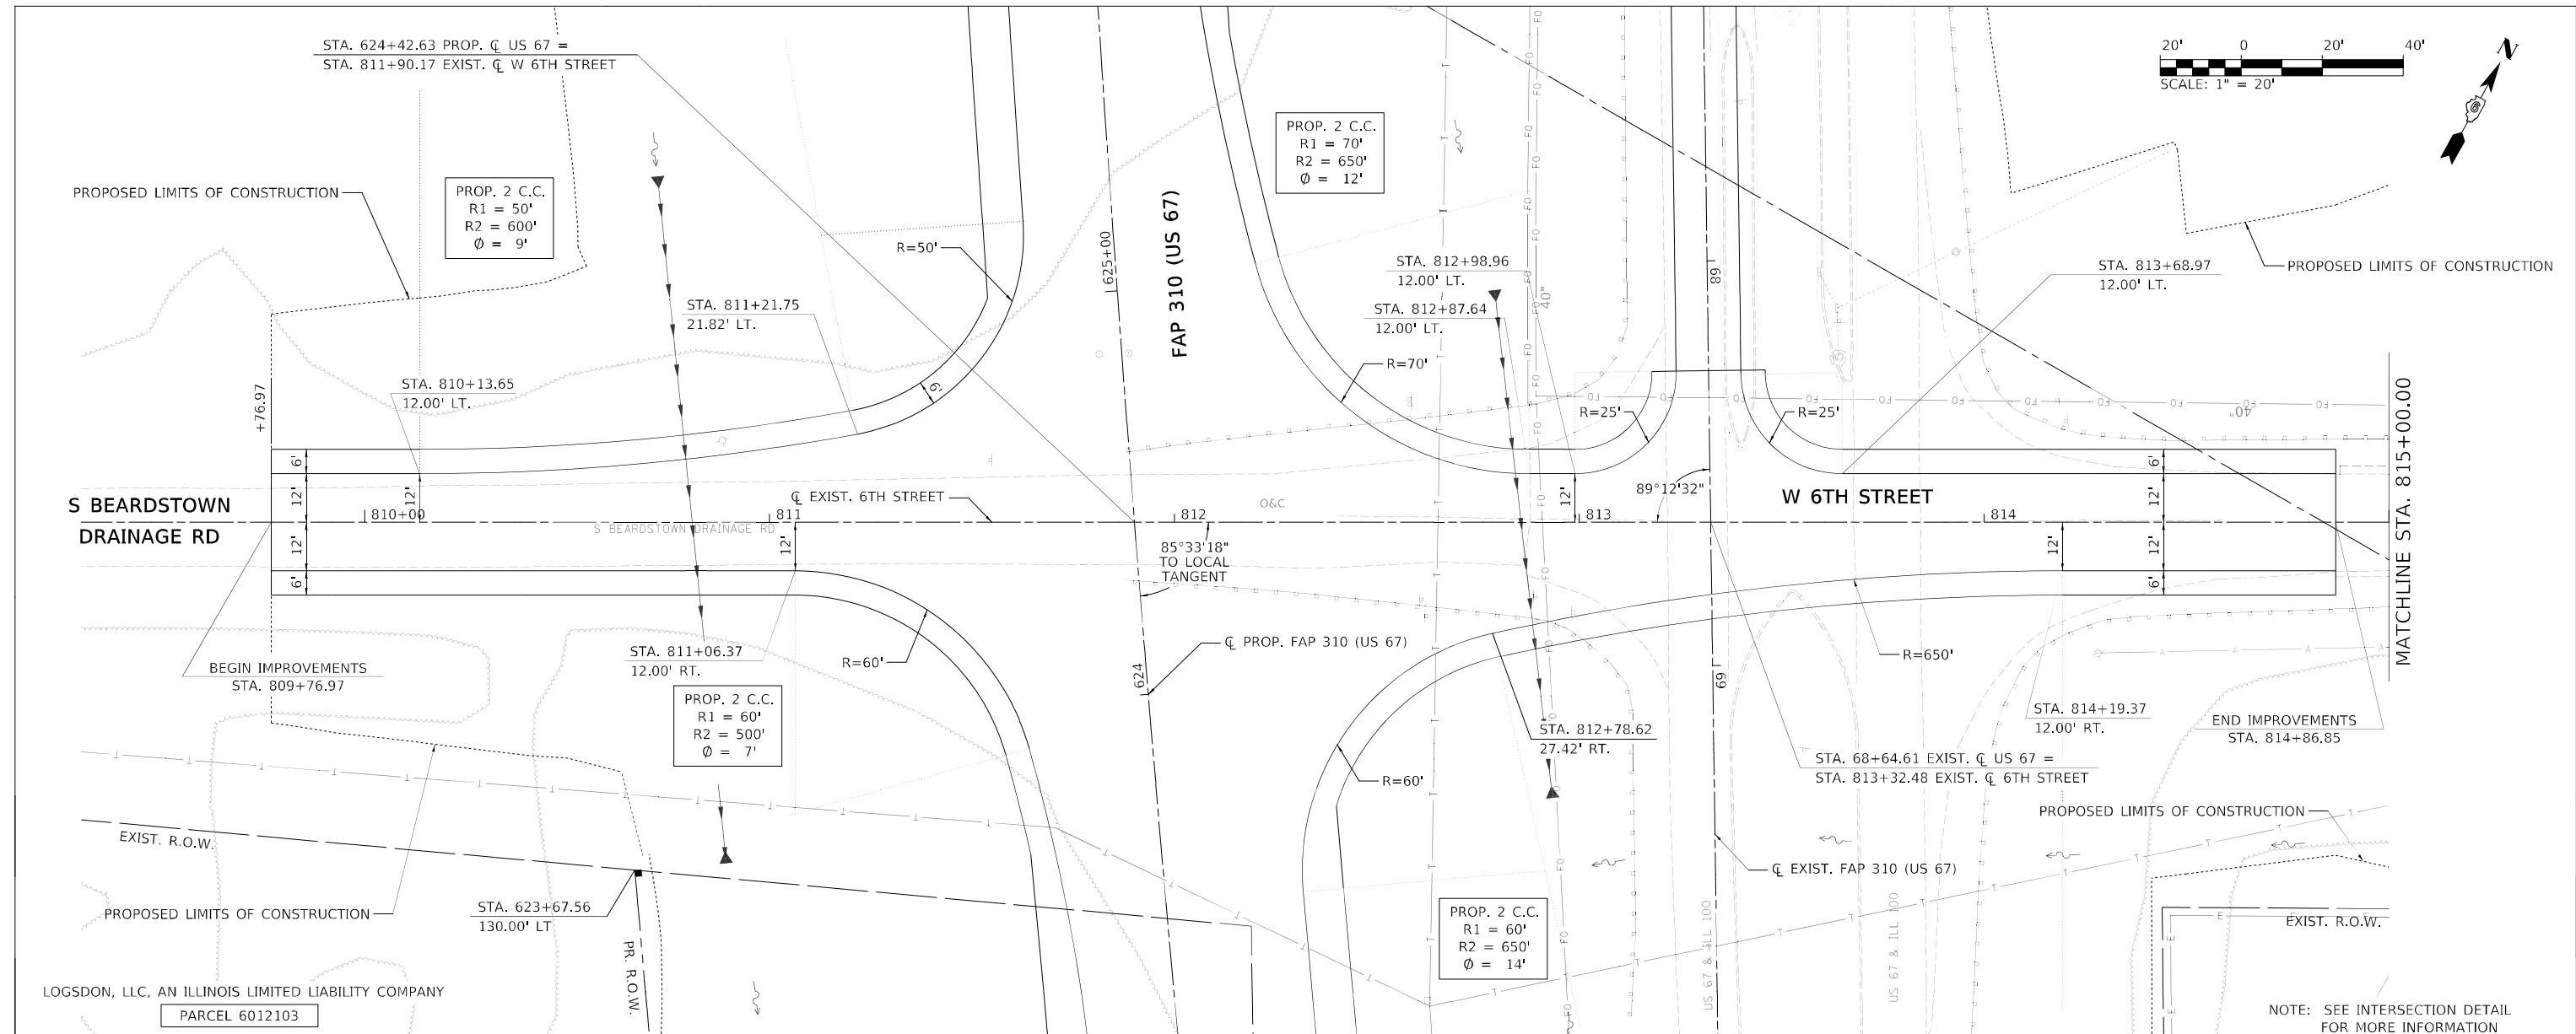 STA. 624+42.63 PROP. ℄ US 67 =
STA. 811+90.17 EXIST. ℄ W 6TH STREET
20' 0 20' 40'
SCALE: 1" = 20'
N
PROPOSED LIMITS OF CONSTRUCTION
PROP. 2 C.C.
R1 = 50'
R2 = 600'
Ø = 9'
PROP. 2 C.C.
R1 = 70'
R2 = 650'
Ø = 12'
R=50'
625+00
FAP 310 (US 67)
STA. 812+98.96
12.00' LT.
STA. 812+87.64
12.00' LT.
40"
68
STA. 813+68.97
12.00' LT.
PROPOSED LIMITS OF CONSTRUCTION
STA. 811+21.75
21.82' LT.
+76.97
STA. 810+13.65
12.00' LT.
6'
R=70'
R=25'
R=25'
40"
MATCHLINE STA. 815+00.00
S BEARDSTOWN
DRAINAGE RD
6'
12'
12'
6'
12'
810+00
S BEARDSTOWN DRAINAGE RD
811
12'
℄ EXIST. 6TH STREET
812
O&C
85°33'18"
TO LOCAL
TANGENT
12'
813
89°12'32"
W 6TH STREET
814
12'
6'
12'
12'
6'
BEGIN IMPROVEMENTS
STA. 809+76.97
STA. 811+06.37
12.00' RT.
R=60'
624
℄ PROP. FAP 310 (US 67)
69
R=650'
PROP. 2 C.C.
R1 = 60'
R2 = 500'
Ø = 7'
STA. 812+78.62
27.42' RT.
R=60'
STA. 814+19.37
12.00' RT.
END IMPROVEMENTS
STA. 814+86.85
STA. 68+64.61 EXIST. ℄ US 67 =
STA. 813+32.48 EXIST. ℄ 6TH STREET
PROPOSED LIMITS OF CONSTRUCTION
EXIST. R.O.W.
℄ EXIST. FAP 310 (US 67)
PROPOSED LIMITS OF CONSTRUCTION
STA. 623+67.56
130.00' LT
PR. R.O.W.
PROP. 2 C.C.
R1 = 60'
R2 = 650'
Ø = 14'
US 67 & ILL 100
US 67 & ILL 100
EXIST. R.O.W.
LOGSDON, LLC, AN ILLINOIS LIMITED LIABILITY COMPANY
PARCEL 6012103
NOTE: SEE INTERSECTION DETAIL
FOR MORE INFORMATION